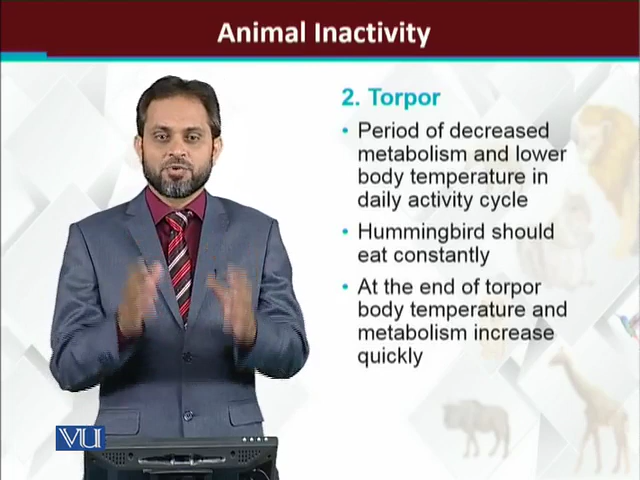 Animal Inactivity
2. Torpor
• Period of decreased
metabolism and lower
body temperature in
daily activity cycle
• Hummingbird should
eat constantly
• At the end of torpor
body temperature and
metabolism increase
quickly
VU